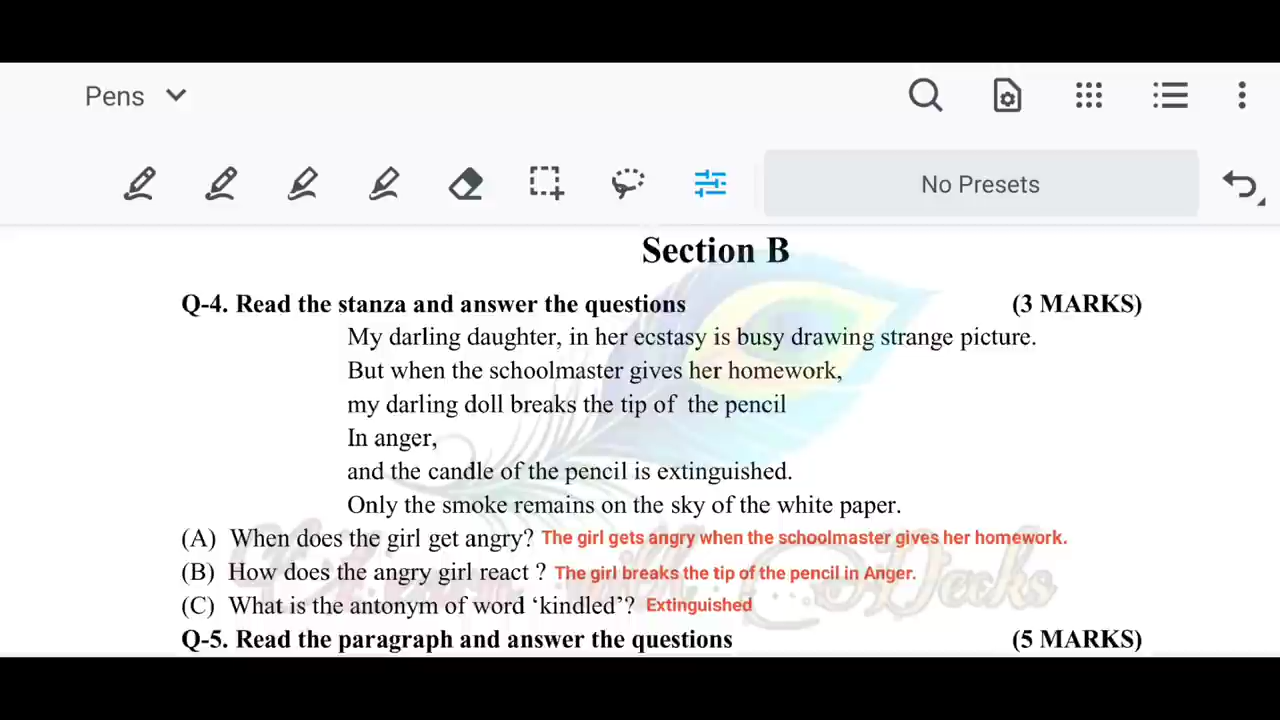 Pens
No Presets
Section B
Q-4. Read the stanza and answer the questions (3 MARKS)
My darling daughter, in her ecstasy is busy drawing strange picture.
But when the schoolmaster gives her homework,
my darling doll breaks the tip of the pencil
In anger,
and the candle of the pencil is extinguished.
Only the smoke remains on the sky of the white paper.
(A) When does the girl get angry? The girl gets angry when the schoolmaster gives her homework.
(B) How does the angry girl react ? The girl breaks the tip of the pencil in Anger.
(C) What is the antonym of word ‘kindled’? Extinguished
Q-5. Read the paragraph and answer the questions (5 MARKS)